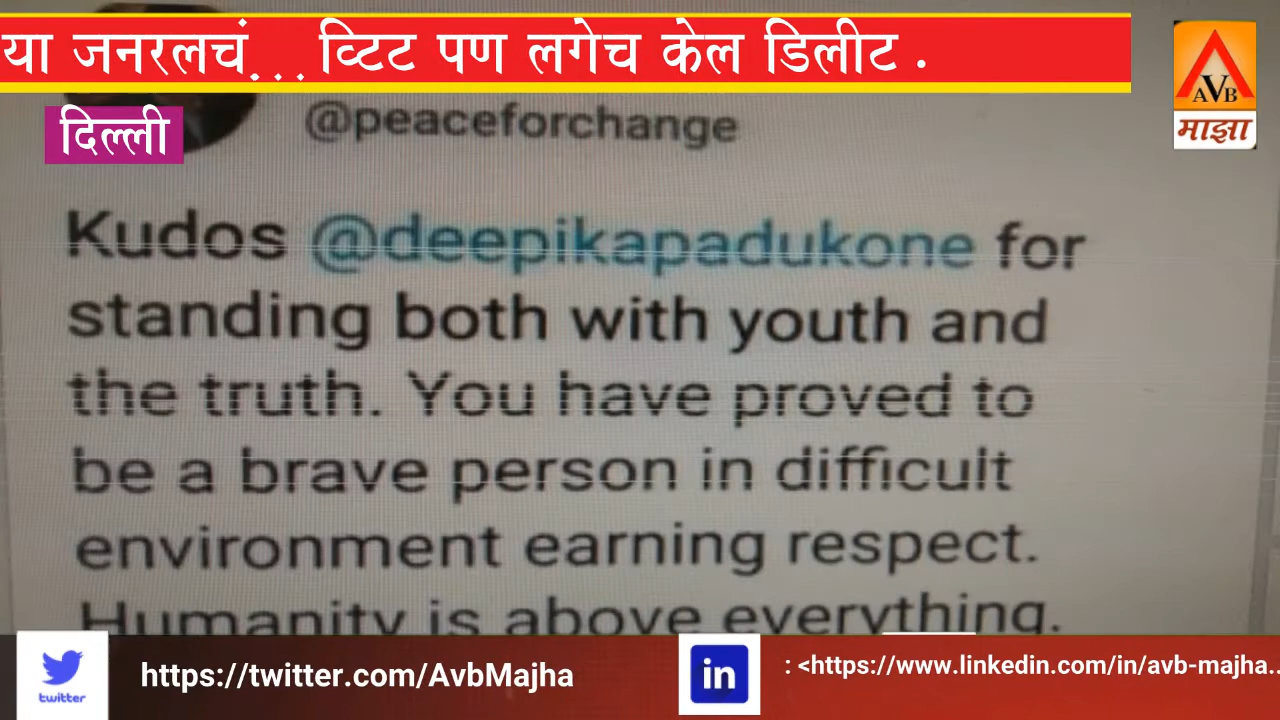 या जनरलचं...व्टिट पण लगेच केल डिलीट .
AVB
माझा
दिल्ली
@peaceforchange
Kudos @deepikapadukone for
standing both with youth and
the truth. You have proved to
be a brave person in difficult
environment earning respect.
Humanity is above everything.
twitter
https://twitter.com/AvbMajha
in
: <https://www.linkedin.com/in/avb-majha..